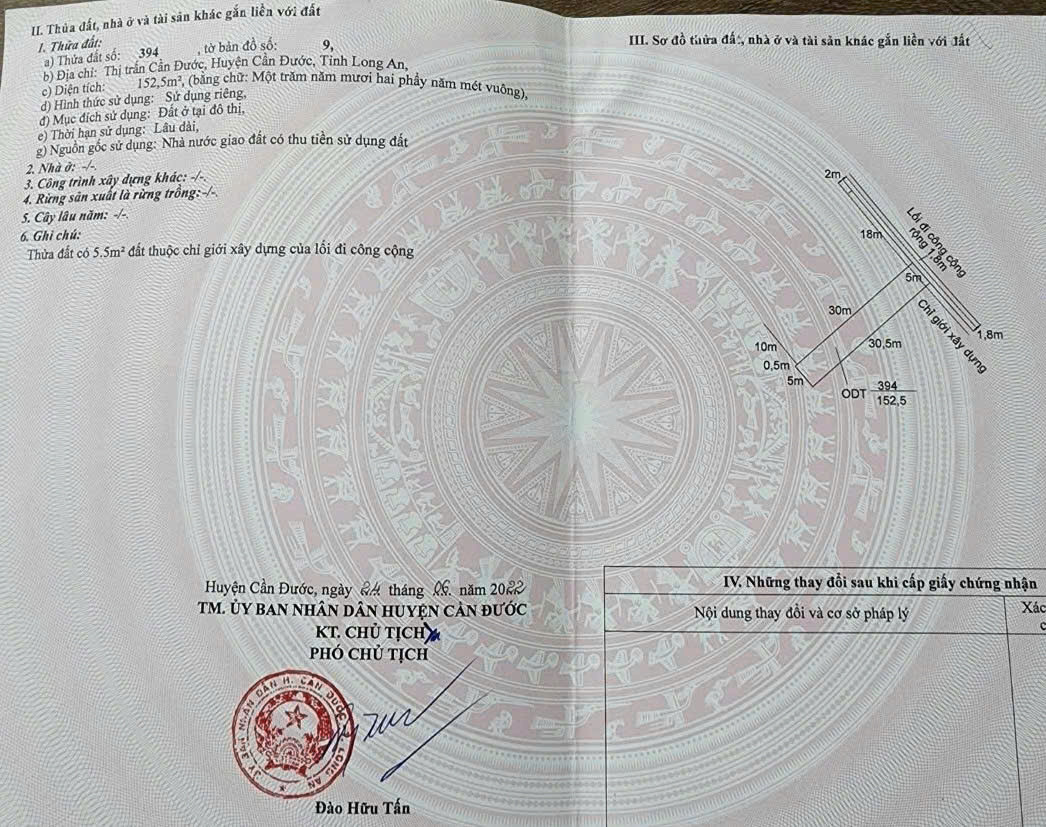 II. Thửa đất, nhà ở và tài sản khác gắn liền với đất
1. Thửa đất:
a) Thửa đất số: 394 , tờ bản đồ số: 9,
b) Địa chỉ: Thị trấn Cần Đước, Huyện Cần Đước, Tỉnh Long An,
c) Diện tích: 152,5m², (bằng chữ: Một trăm năm mươi hai phẩy năm mét vuông),
d) Hình thức sử dụng: Sử dụng riêng,
đ) Mục đích sử dụng: Đất ở tại đô thị,
e) Thời hạn sử dụng: Lâu dài,
g) Nguồn gốc sử dụng: Nhà nước giao đất có thu tiền sử dụng đất
2. Nhà ở: -/-.
3. Công trình xây dựng khác: -/-.
4. Rừng sản xuất là rừng trồng: -/-.
5. Cây lâu năm: -/-.
6. Ghi chú:
Thửa đất có 5.5m² đất thuộc chỉ giới xây dựng của lối đi công cộng
Huyện Cần Đước, ngày 24 tháng 06. năm 2022
TM. ỦY BAN NHÂN DÂN HUYỆN CẦN ĐƯỚC
KT. CHỦ TỊCH
PHÓ CHỦ TỊCH
Đào Hữu Tấn
III. Sơ đồ thửa đất, nhà ở và tài sản khác gắn liền với đất
2m
18m
Lối đi công cộng
rộng 1,8m
5m
30m
Chỉ giới xây dựng
1,8m
10m
30,5m
0,5m
5m
ODT 394
152,5
IV. Những thay đổi sau khi cấp giấy chứng nhận
Nội dung thay đổi và cơ sở pháp lý
Xác